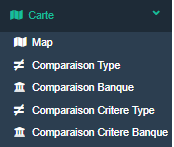 Carte
Map
Comparaison Type
Comparaison Banque
Comparaison Critere Type
Comparaison Critere Banque